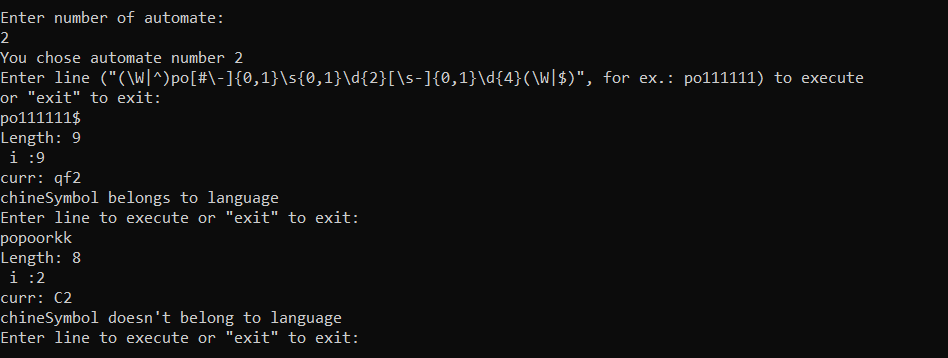 Enter number of automate:
2
You chose automate number 2
Enter line ("(\W|^)po[#\-]{0,1}\s{0,1}\d{2}[\s-]{0,1}\d{4}(\W|$)", for ex.: po111111) to execute
or "exit" to exit:
po111111$
Length: 9
 i :9
curr: qf2
chineSymbol belongs to language
Enter line to execute or "exit" to exit:
popoorkk
Length: 8
 i :2
curr: C2
chineSymbol doesn't belong to language
Enter line to execute or "exit" to exit: